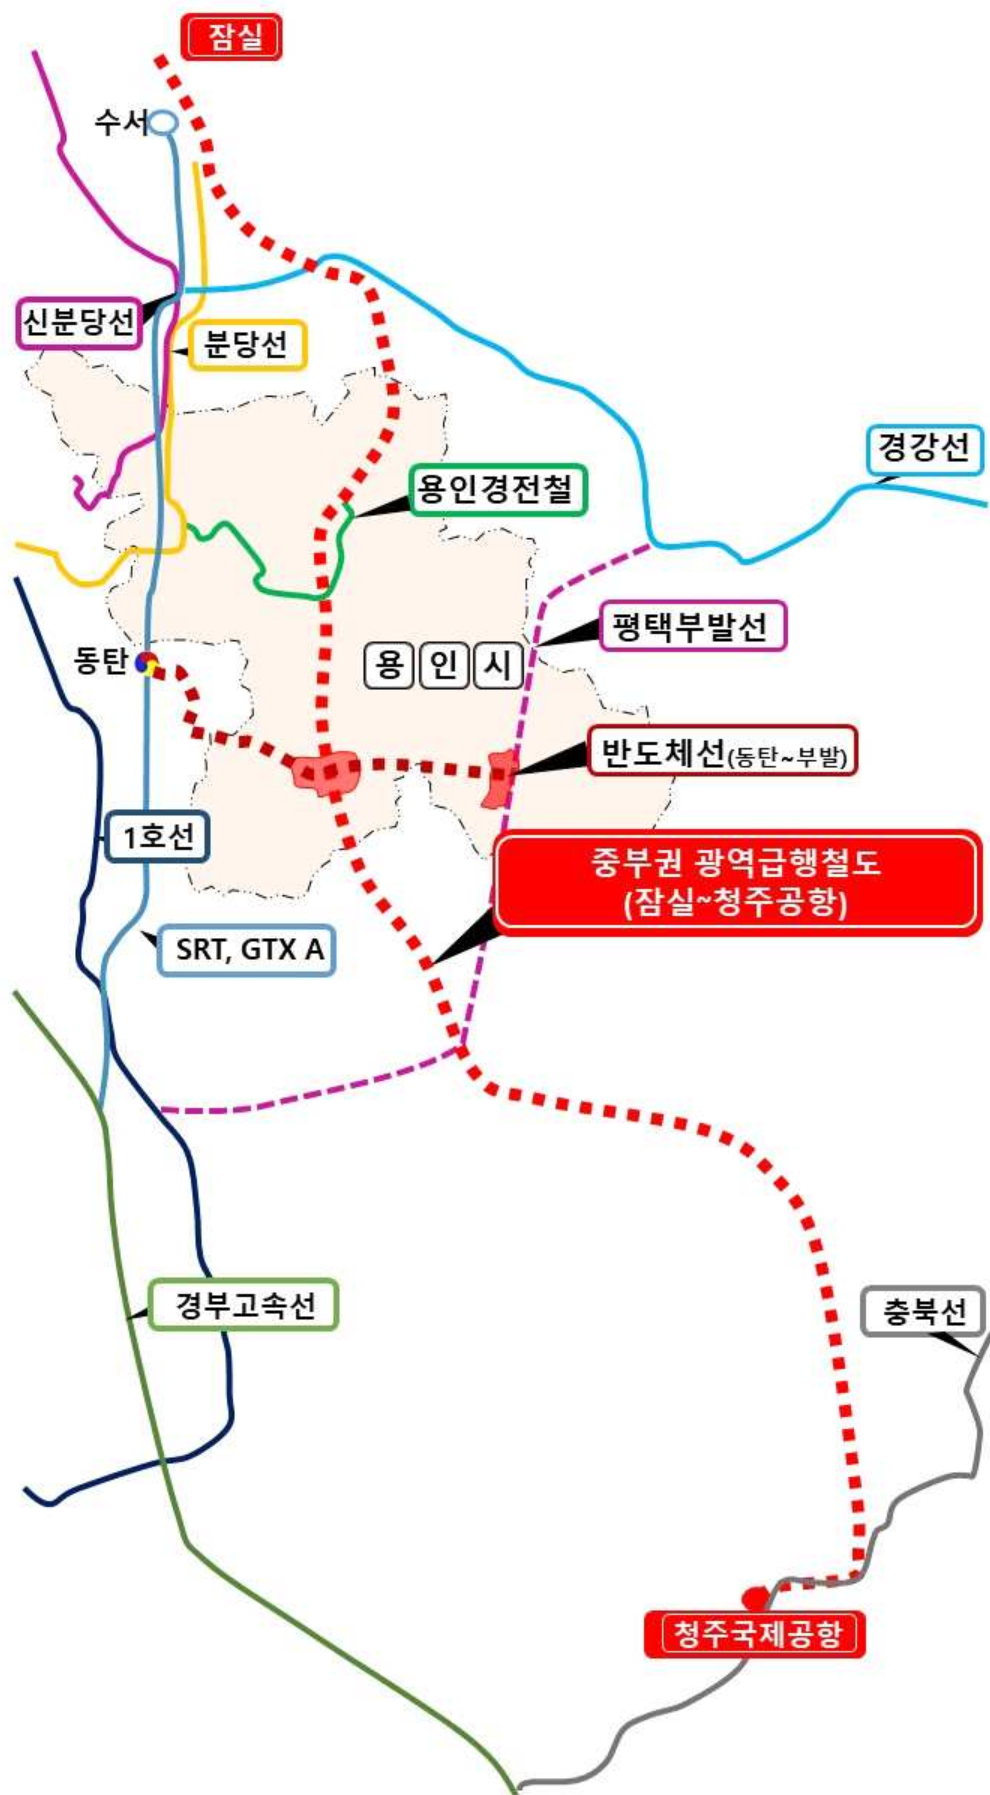 잠실
수서
신분당선
분당선
경강선
용인경전철
평택부발선
용인시
동탄
반도체선(동탄~부발)
1호선
중부권 광역급행철도
(잠실~청주공항)
SRT, GTX A
경부고속선
충북선
청주국제공항